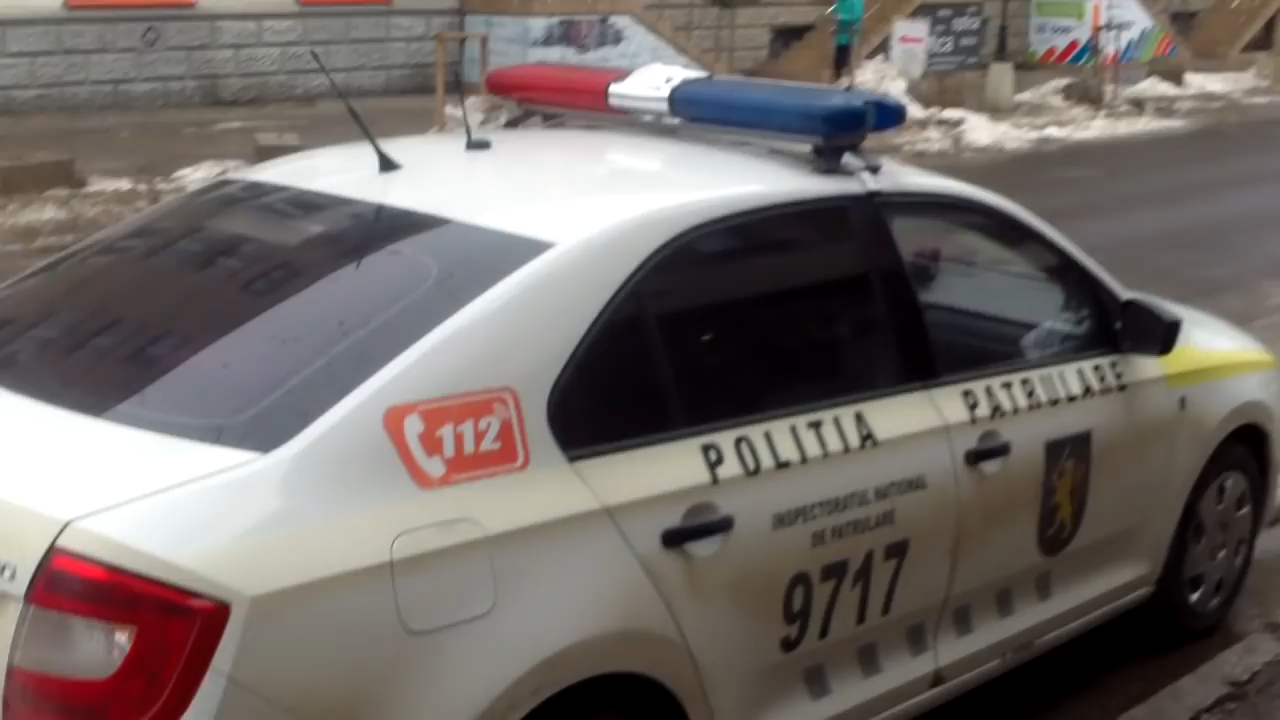 112
POLITIA PATRULARE
INSPECTORATUL NATIONAL
DE PATRULARE
9717